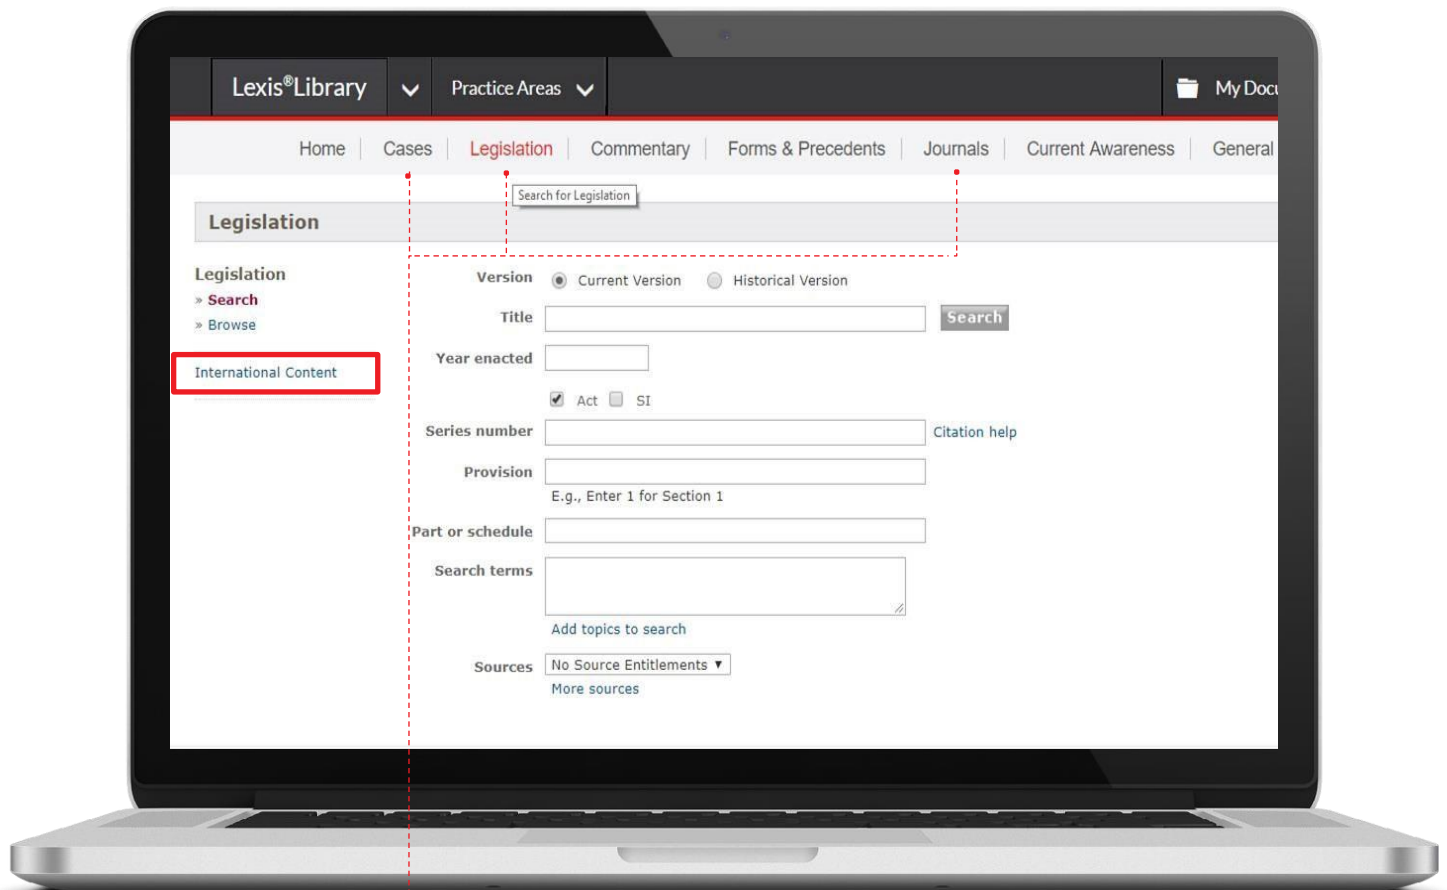 Lexis®Library
Practice Areas
My Docu
Home Cases Legislation Commentary Forms & Precedents Journals Current Awareness General
Search for Legislation
Legislation
Legislation
» Search
» Browse
International Content
Version Current Version Historical Version
Title Search
Year enacted
Act SI
Series number Citation help
Provision
E.g., Enter 1 for Section 1
Part or schedule
Search terms
Add topics to search
Sources No Source Entitlements ▼
More sources